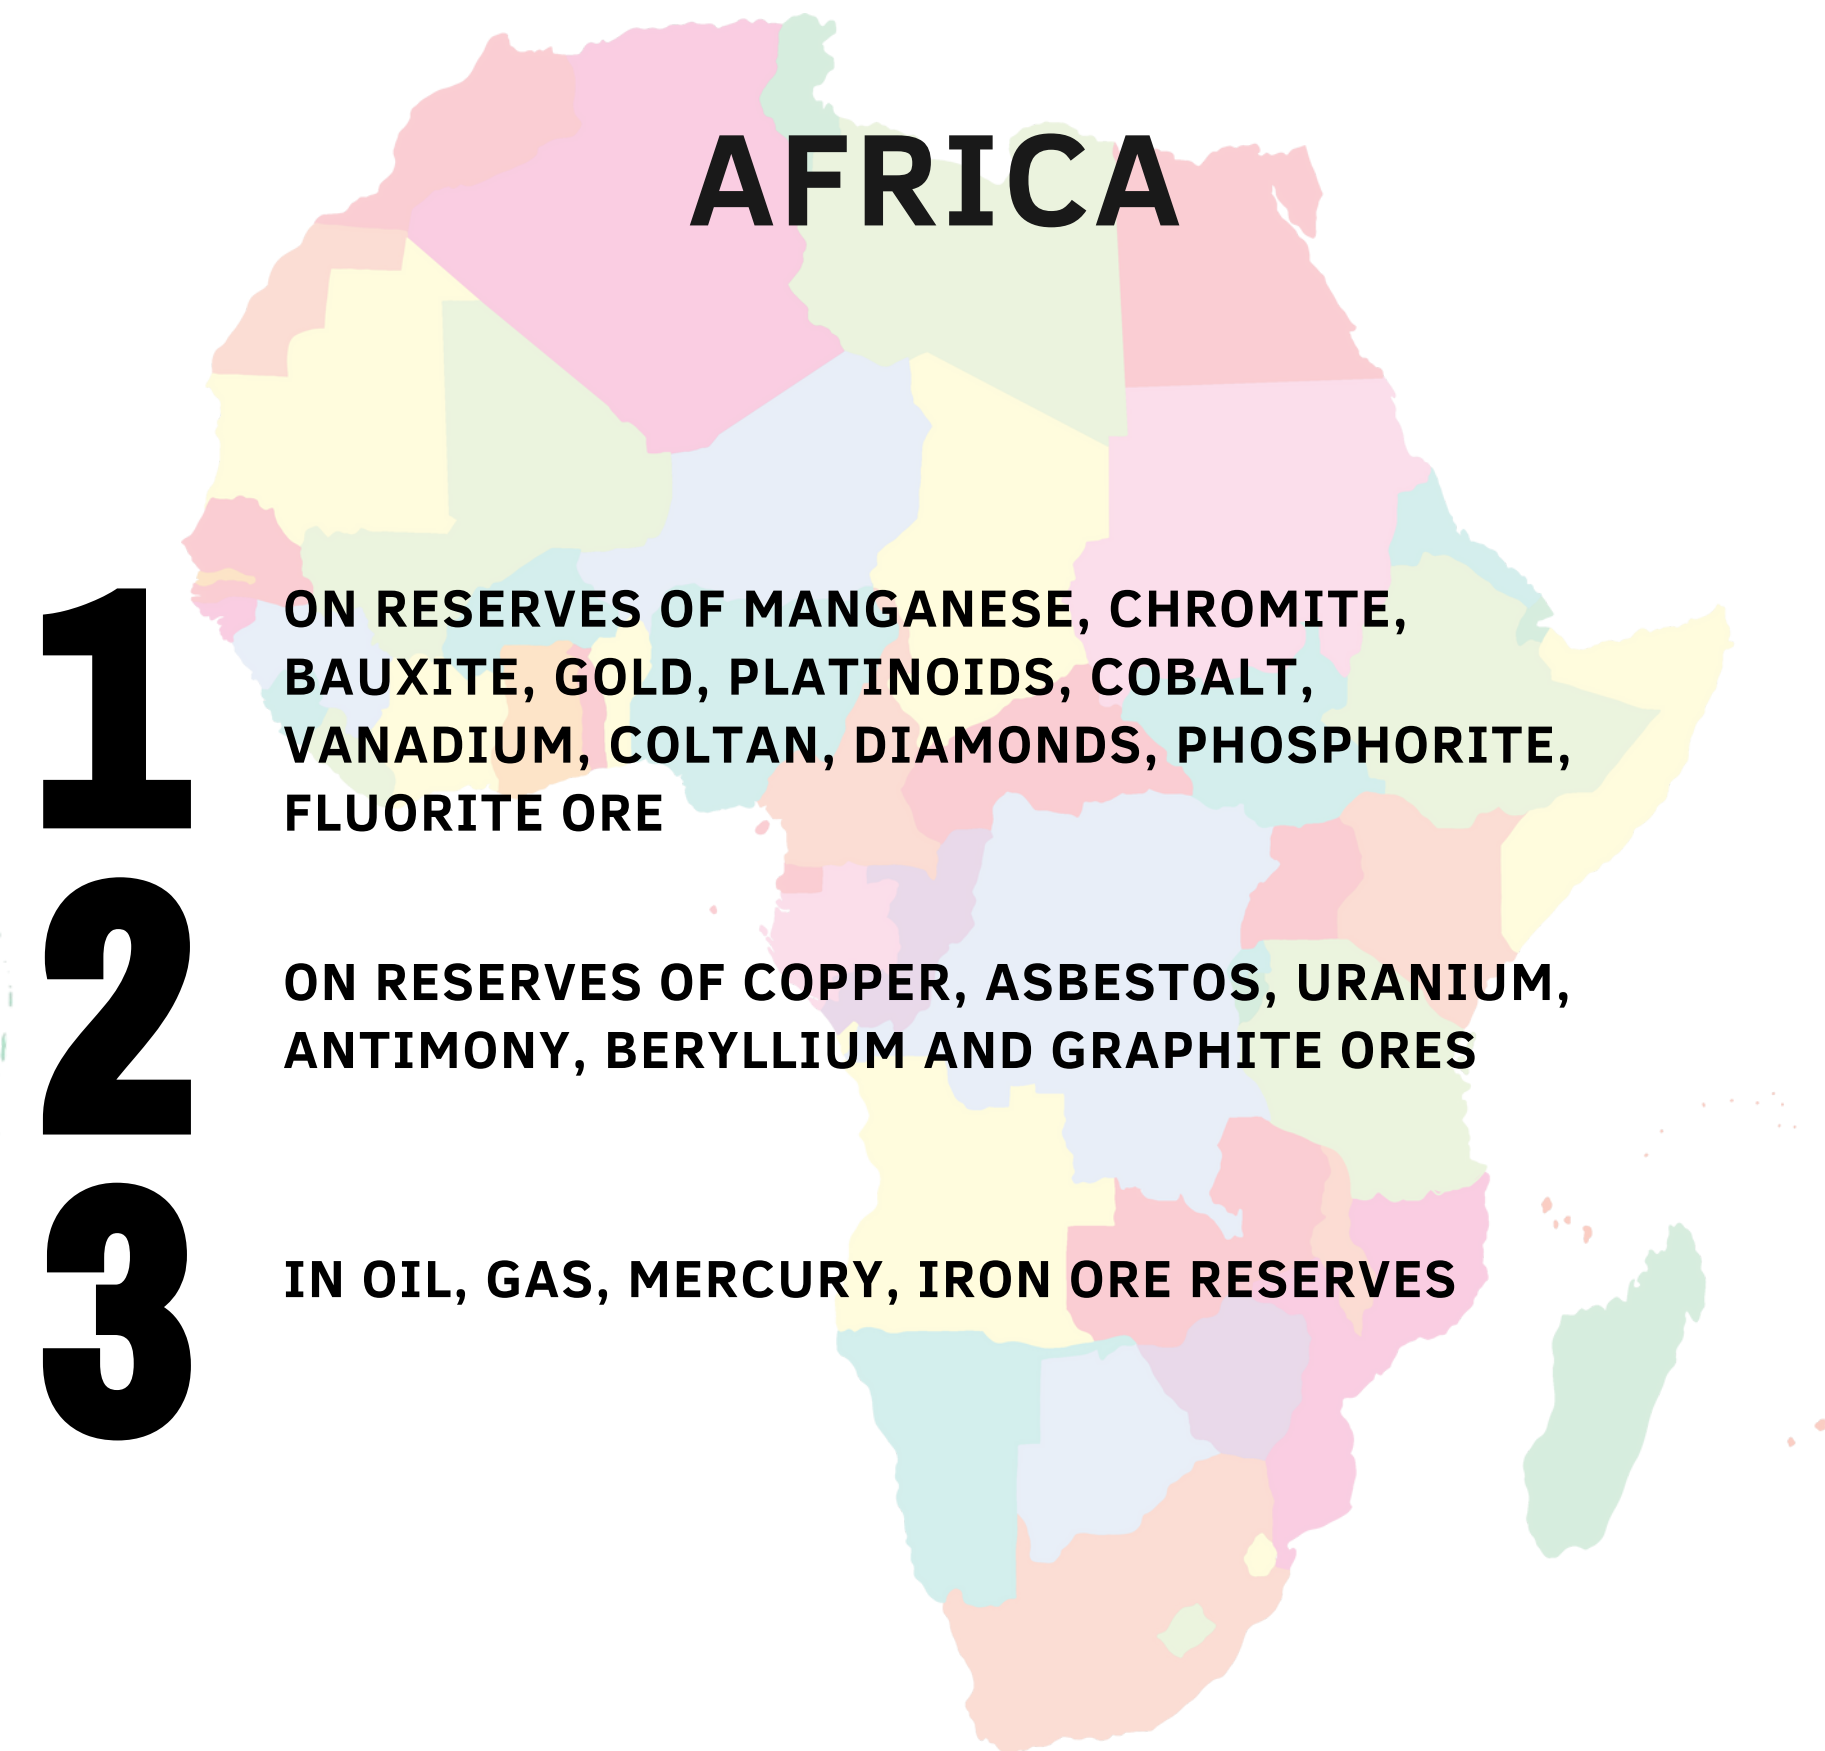 AFRICA
1
ON RESERVES OF MANGANESE, CHROMITE,
BAUXITE, GOLD, PLATINOIDS, COBALT,
VANADIUM, COLTAN, DIAMONDS, PHOSPHORITE,
FLUORITE ORE
2
ON RESERVES OF COPPER, ASBESTOS, URANIUM,
ANTIMONY, BERYLLIUM AND GRAPHITE ORES
3
IN OIL, GAS, MERCURY, IRON ORE RESERVES